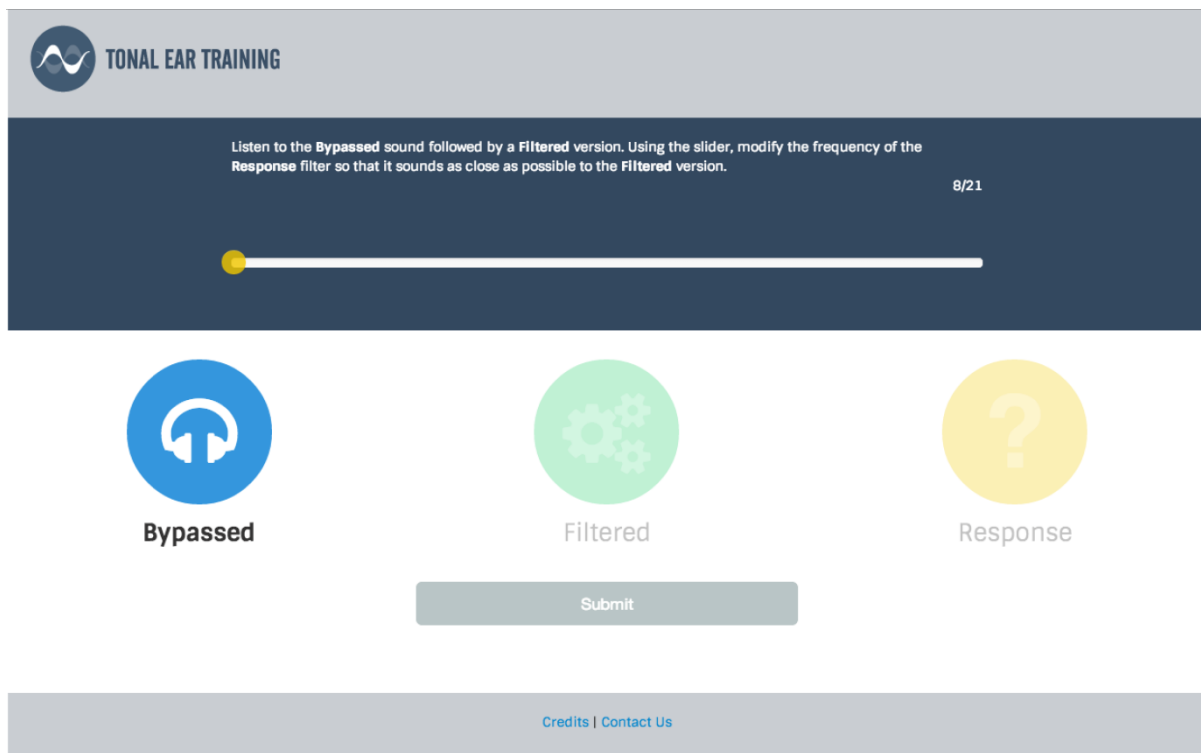 TONAL EAR TRAINING
Listen to the Bypassed sound followed by a Filtered version. Using the slider, modify the frequency of the
Response filter so that it sounds as close as possible to the Filtered version.
8/21
?
Bypassed
Filtered
Response
Submit
Credits | Contact Us